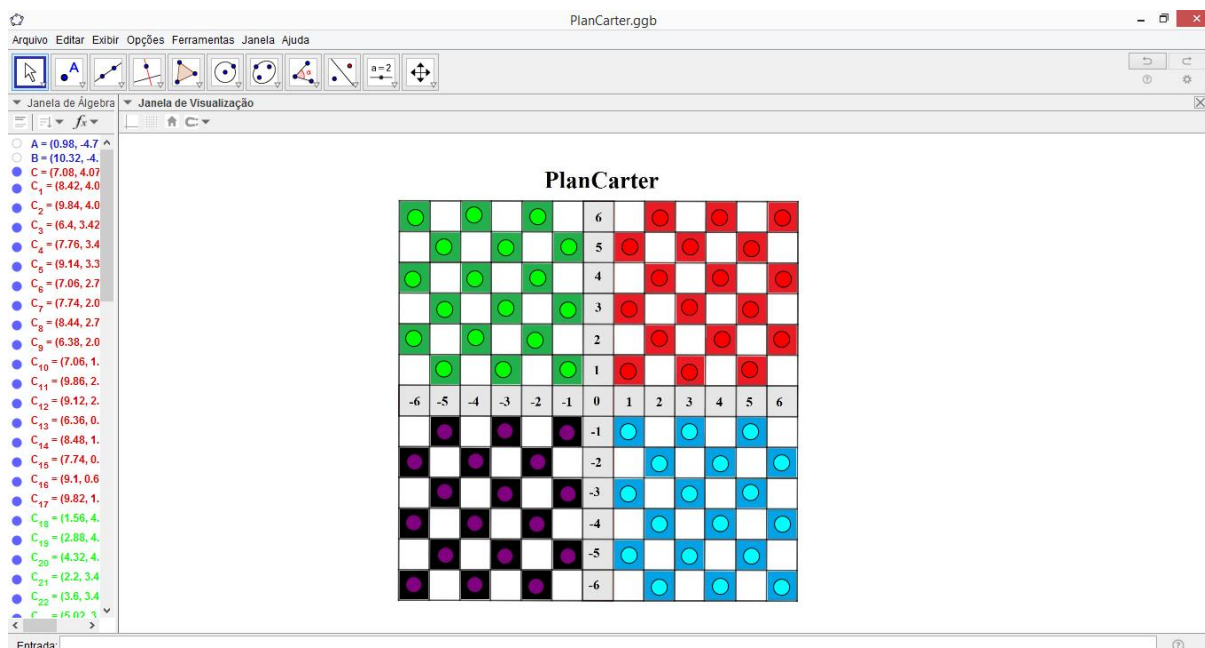 PlanCarter.ggb
Arquivo Editar Exibir Opções Ferramentas Janela Ajuda
A
a=2
Janela de Álgebra
Janela de Visualização
A = (0.98, -4.7
B = (10.32, -4.
C = (7.08, 4.07
C₁ = (8.42, 4.0
C₂ = (9.84, 4.0
C₃ = (6.4, 3.42
C₄ = (7.76, 3.4
C₅ = (9.14, 3.3
C₆ = (7.06, 2.7
C₇ = (7.74, 2.0
C₈ = (8.44, 2.7
C₉ = (6.38, 2.0
C₁₀ = (7.06, 1.
C₁₁ = (9.86, 2.
C₁₂ = (9.12, 2.
C₁₃ = (6.36, 0.
C₁₄ = (8.48, 1.
C₁₅ = (7.74, 0.
C₁₆ = (9.1, 0.6
C₁₇ = (9.82, 1.
C₁₈ = (1.56, 4.
C₁₉ = (2.88, 4.
C₂₀ = (4.32, 4.
C₂₁ = (2.2, 3.4
C₂₂ = (3.6, 3.4
PlanCarter
6
5
4
3
2
1
-6 -5 -4 -3 -2 -1 0 1 2 3 4 5 6
-1
-2
-3
-4
-5
-6
Entrada: